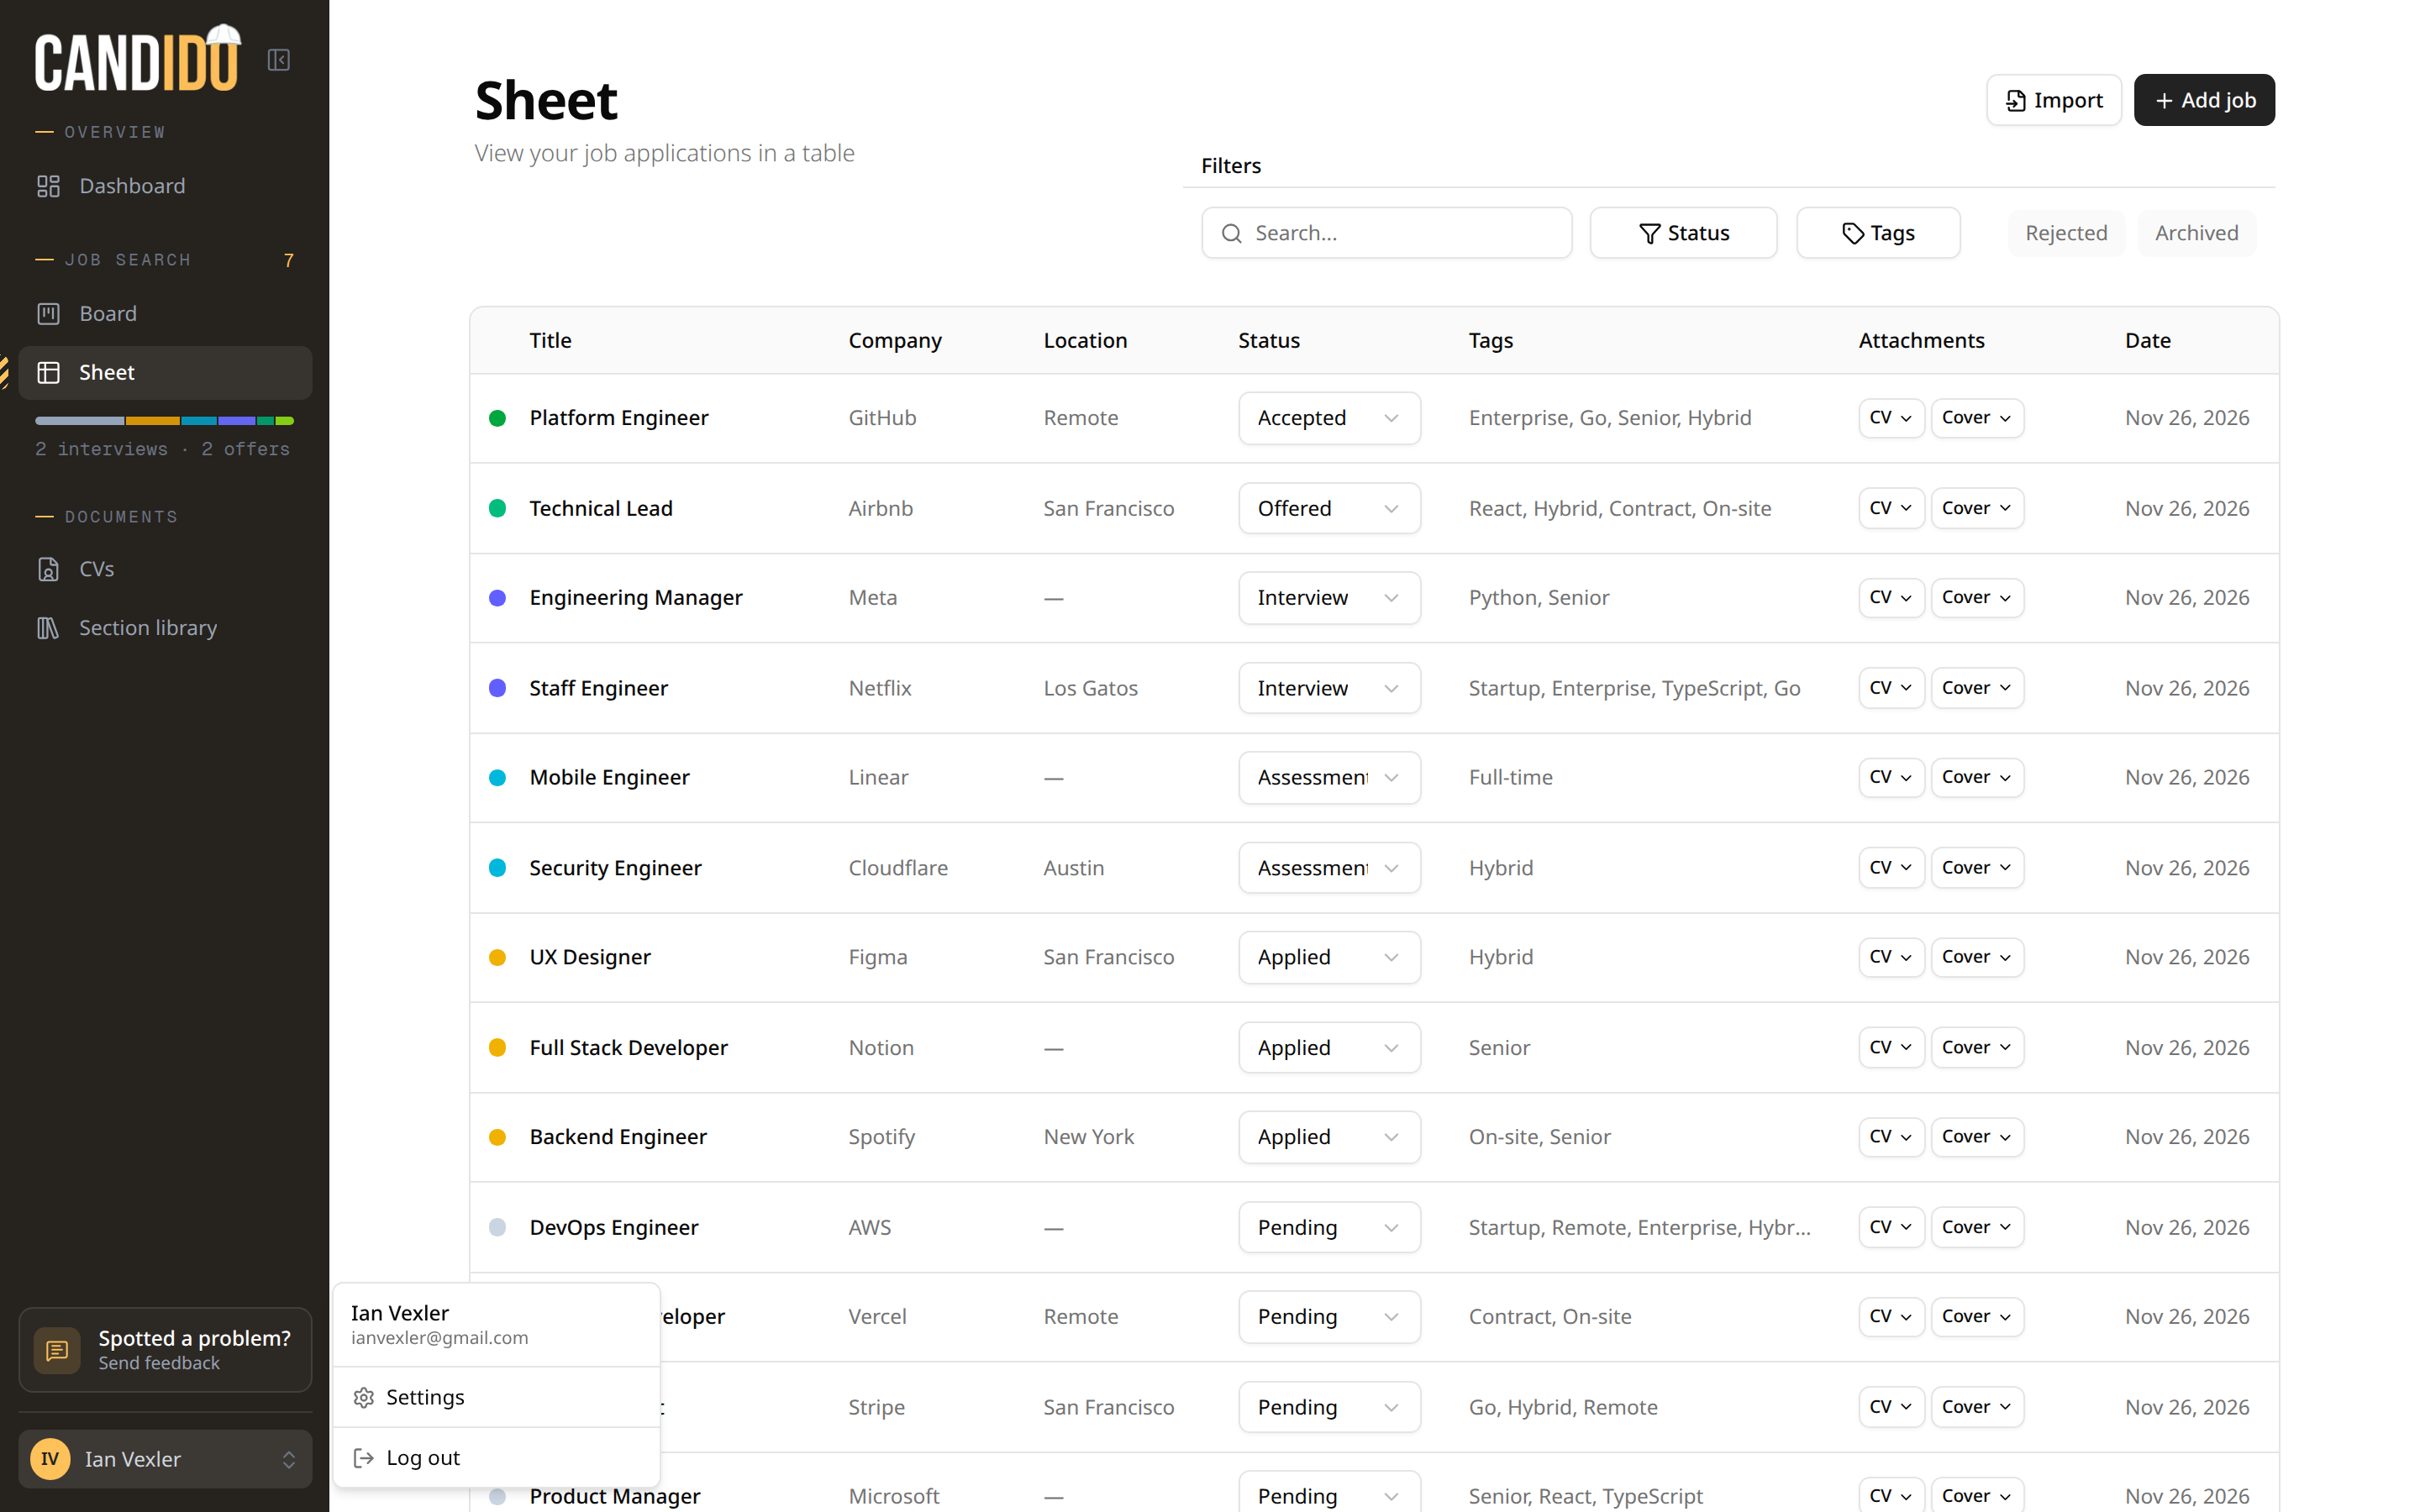 CANDIDO
OVERVIEW
Dashboard
JOB SEARCH 7
Board
Sheet
2 interviews · 2 offers
DOCUMENTS
CVs
Section library
Spotted a problem?
Send feedback
IV Ian Vexler
Ian Vexler
ianvexler@gmail.com
Settings
Log out
Sheet
View your job applications in a table
Import
+ Add job
Filters
Search...
Status
Tags
Rejected
Archived
Title Company Location Status Tags Attachments Date
Platform Engineer GitHub Remote Accepted Enterprise, Go, Senior, Hybrid CV Cover Nov 26, 2026
Technical Lead Airbnb San Francisco Offered React, Hybrid, Contract, On-site CV Cover Nov 26, 2026
Engineering Manager Meta — Interview Python, Senior CV Cover Nov 26, 2026
Staff Engineer Netflix Los Gatos Interview Startup, Enterprise, TypeScript, Go CV Cover Nov 26, 2026
Mobile Engineer Linear — Assessment Full-time CV Cover Nov 26, 2026
Security Engineer Cloudflare Austin Assessment Hybrid CV Cover Nov 26, 2026
UX Designer Figma San Francisco Applied Hybrid CV Cover Nov 26, 2026
Full Stack Developer Notion — Applied Senior CV Cover Nov 26, 2026
Backend Engineer Spotify New York Applied On-site, Senior CV Cover Nov 26, 2026
DevOps Engineer AWS — Pending Startup, Remote, Enterprise, Hybr... CV Cover Nov 26, 2026
eloper Vercel Remote Pending Contract, On-site CV Cover Nov 26, 2026
Stripe San Francisco Pending Go, Hybrid, Remote CV Cover Nov 26, 2026
Product Manager Microsoft — Pending Senior, React, TypeScript CV Cover Nov 26, 2026